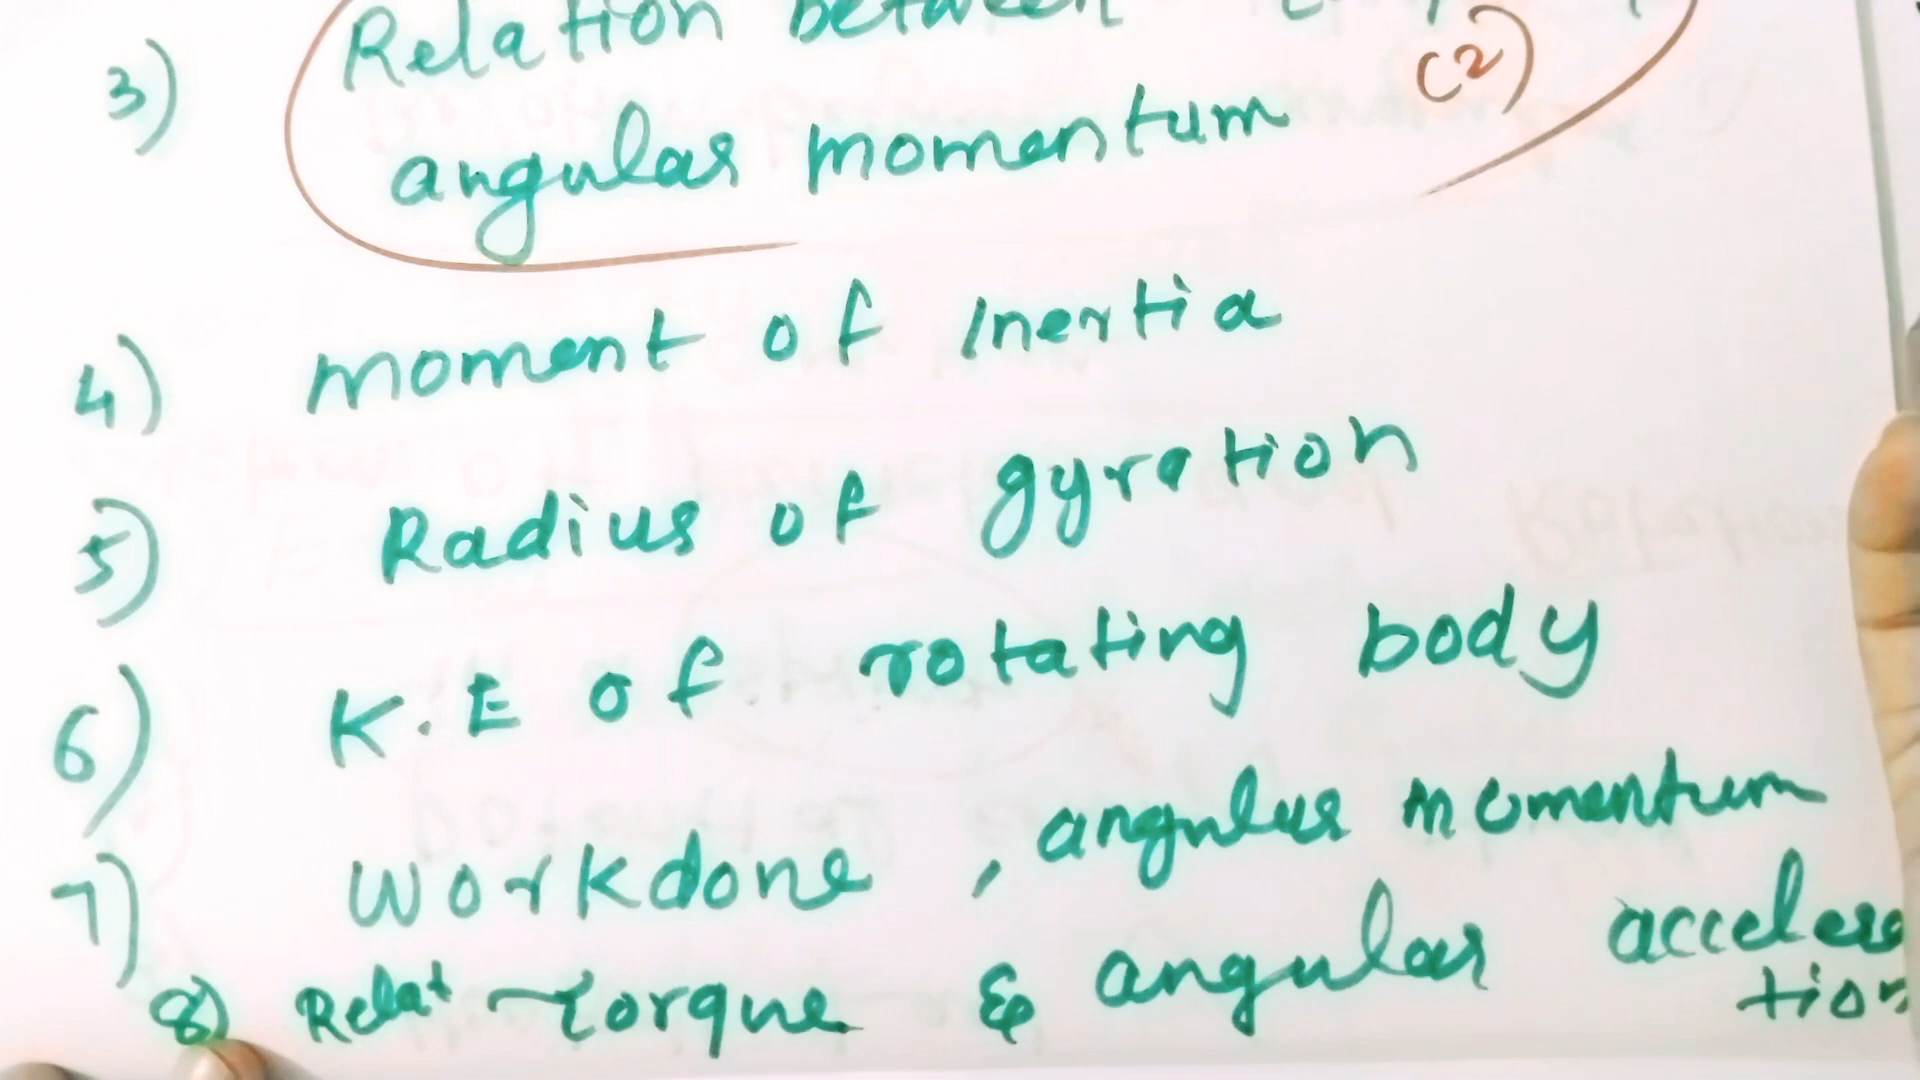 3) Relation between
angular momentum (2)
4) moment of Inertia
5) Radius of gyration
6) K.E of rotating body
7) Workdone, angular momentum
8) Relat torque & angular accelera
tion